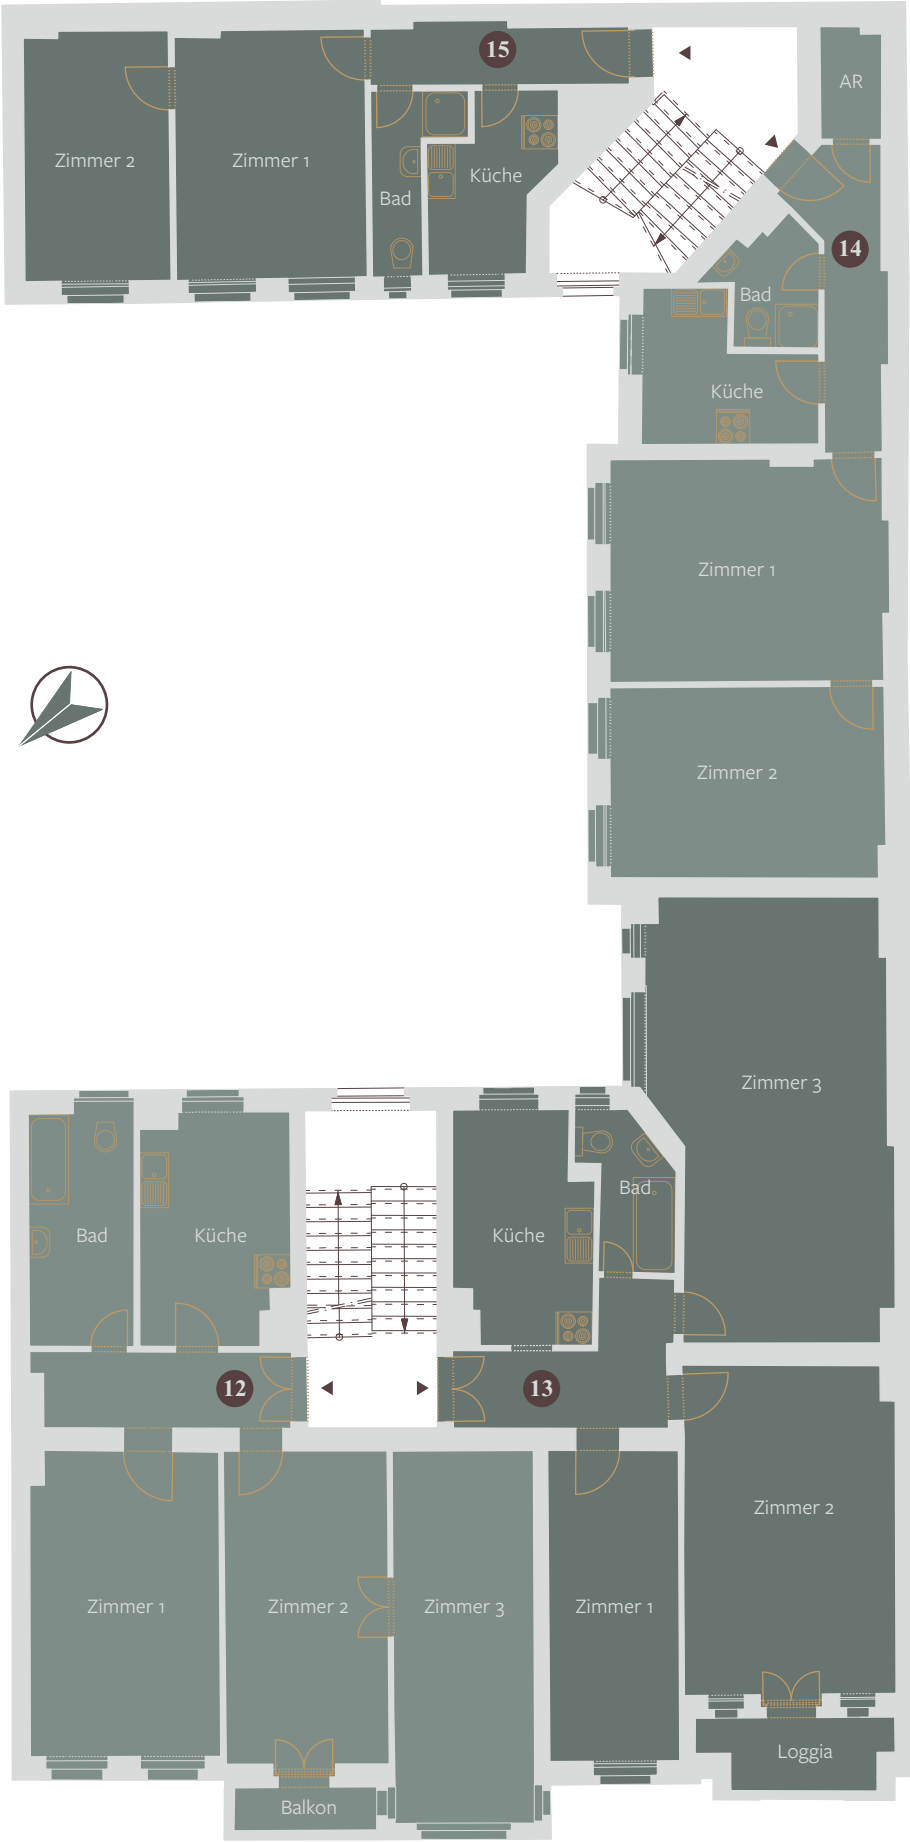 15
AR
Zimmer 2
Zimmer 1
Küche
Bad
14
Bad
Küche
Zimmer 1
Zimmer 2
Zimmer 3
Bad
Bad
Küche
Küche
12
13
Zimmer 2
Zimmer 1
Zimmer 2
Zimmer 3
Zimmer 1
Loggia
Balkon